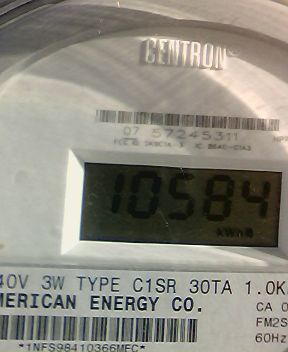 CENTRON
07 57245311
10584
kWh
40V 3W TYPE C1SR 30TA 1.0K
MERICAN ENERGY CO.
CA 0
FM2S
60Hz
*1NFS98410366MEC*